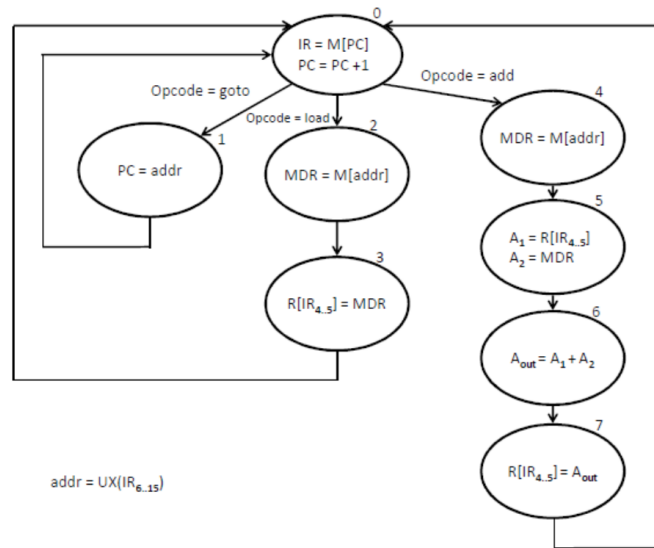 0
IR = M[PC]
PC = PC +1
Opcode = goto
Opcode = load
Opcode = add
1
PC = addr
2
MDR = M[addr]
3
R[IR4..5] = MDR
4
MDR = M[addr]
5
A1 = R[IR4..5]
A2 = MDR
6
Aout = A1 + A2
7
R[IR4..5] = Aout
addr = UX(IR6..15)